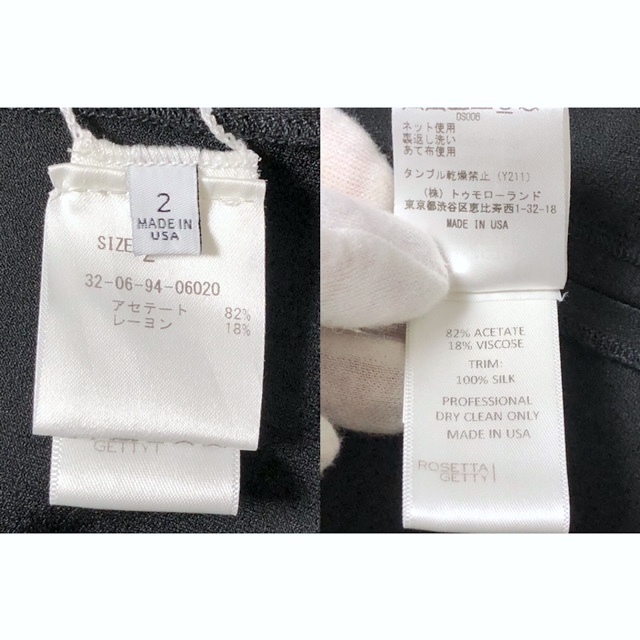 2
MADE IN
USA
SIZE 2
32-06-94-06020
アセテート 82%
レーヨン 18%
GETTY
DS006
ネット使用
裏返し洗い
あて布使用
タンブル乾燥禁止 (Y211)
(株) トゥモローランド
東京都渋谷区恵比寿西1-32-18
MADE IN USA
82% ACETATE
18% VISCOSE
TRIM:
100% SILK
PROFESSIONAL
DRY CLEAN ONLY
MADE IN USA
ROSETTA
GETTY